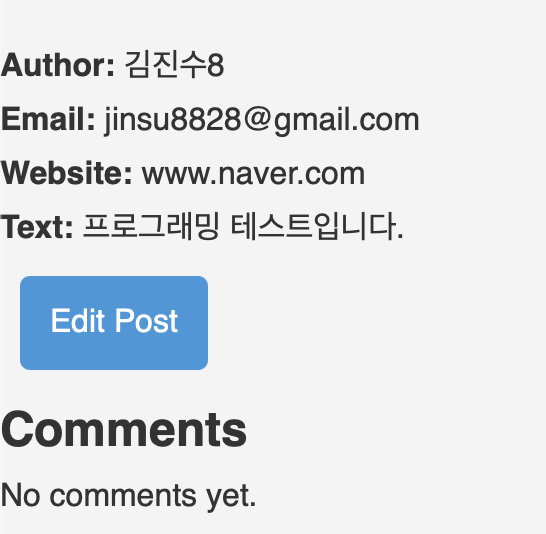 Author: 김진수8
Email: jinsu8828@gmail.com
Website: www.naver.com
Text: 프로그래밍 테스트입니다.
Edit Post
Comments
No comments yet.